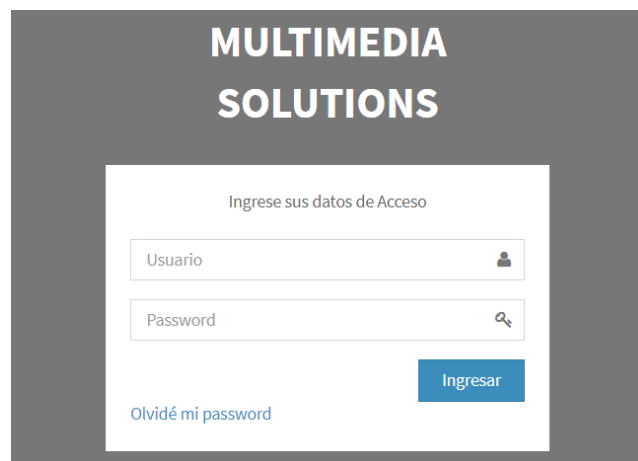 MULTIMEDIA
SOLUTIONS
Ingrese sus datos de Acceso
Usuario
Password
Ingresar
Olvidé mi password